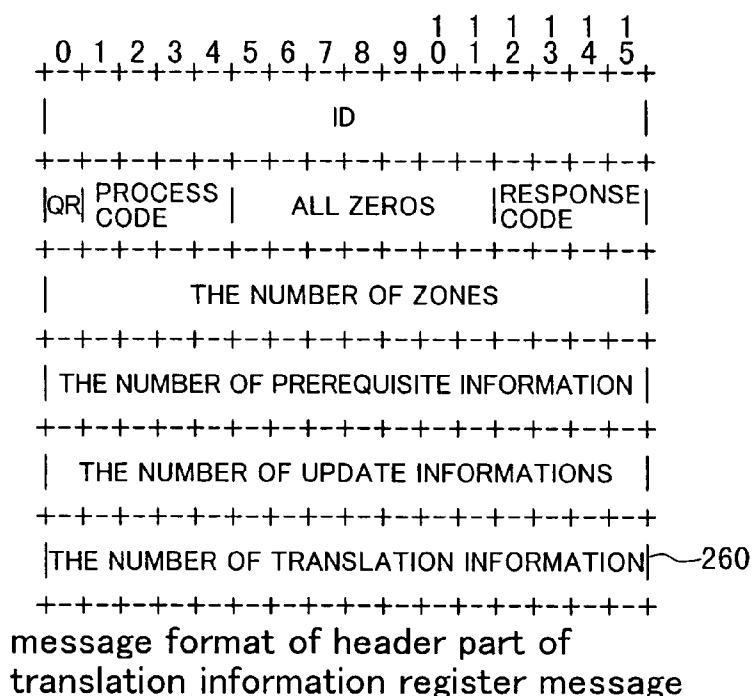 1 1 1 1 1 1
0 1 2 3 4 5 6 7 8 9 0 1 2 3 4 5
+-+-+-+-+-+-+-+-+-+-+-+-+-+-+-+-+
| ID |
+-+-+-+-+-+-+-+-+-+-+-+-+-+-+-+-+
|QR| PROCESS CODE | ALL ZEROS | RESPONSE CODE |
+-+-+-+-+-+-+-+-+-+-+-+-+-+-+-+-+
| THE NUMBER OF ZONES |
+-+-+-+-+-+-+-+-+-+-+-+-+-+-+-+-+
| THE NUMBER OF PREREQUISITE INFORMATION |
+-+-+-+-+-+-+-+-+-+-+-+-+-+-+-+-+
| THE NUMBER OF UPDATE INFORMATIONS |
+-+-+-+-+-+-+-+-+-+-+-+-+-+-+-+-+
|THE NUMBER OF TRANSLATION INFORMATION| 260
+-+-+-+-+-+-+-+-+-+-+-+-+-+-+-+-+
message format of header part of
translation information register message